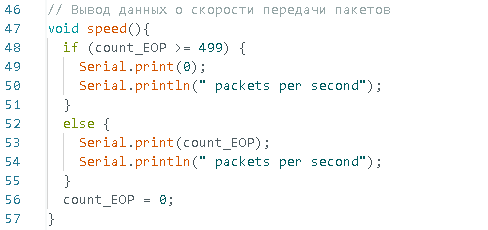 46 // Вывод данных о скорости передачи пакетов
47 void speed(){
48   if (count_EOP >= 499) {
49     Serial.print(0);
50     Serial.println(" packets per second");
51   }
52   else {
53     Serial.print(count_EOP);
54     Serial.println(" packets per second");
55   }
56   count_EOP = 0;
57 }